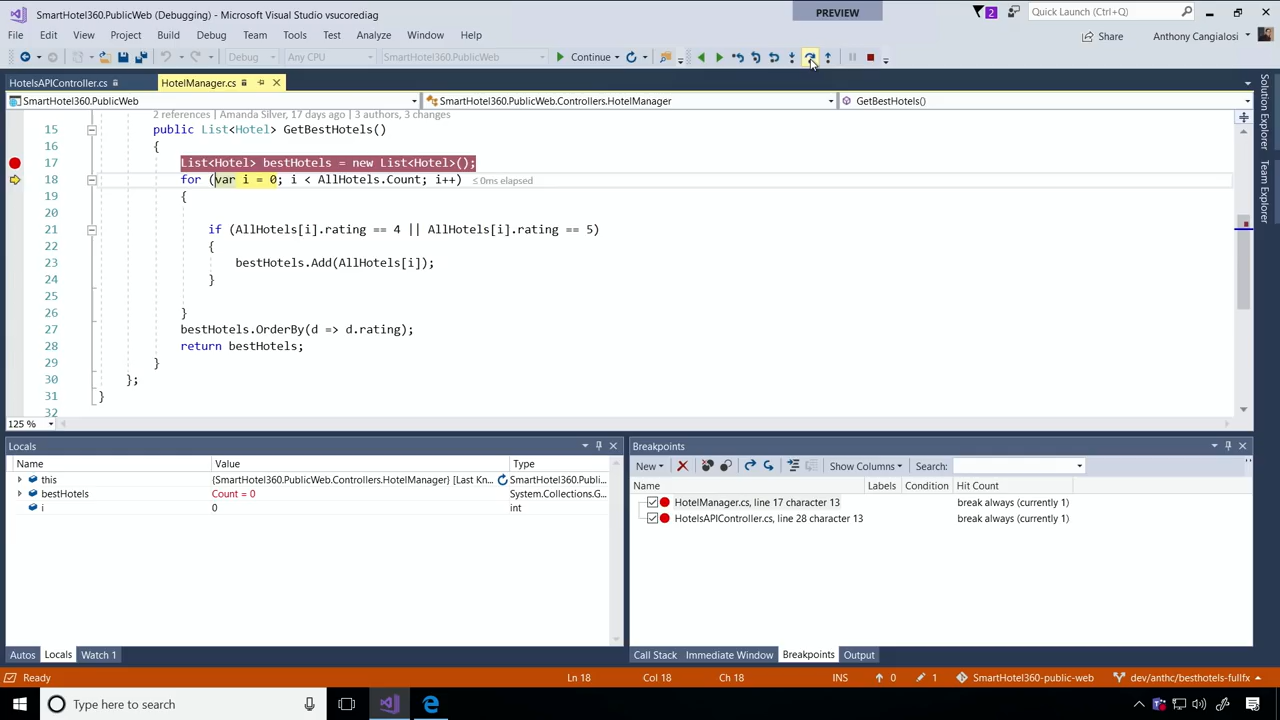 SmartHotel360.PublicWeb (Debugging) - Microsoft Visual Studio vsucorediag
PREVIEW
2
Quick Launch (Ctrl+Q)
File Edit View Project Build Debug Team Tools Test Analyze Window Help
Share Anthony Cangialosi
Debug Any CPU SmartHotel360.PublicWeb Continue
HotelsAPIController.cs HotelManager.cs
SmartHotel360.PublicWeb SmartHotel360.PublicWeb.Controllers.HotelManager GetBestHotels()
Solution Explorer
Team Explorer
2 references | Amanda Silver, 17 days ago | 3 authors, 3 changes
15 public List<Hotel> GetBestHotels()
16 {
17 List<Hotel> bestHotels = new List<Hotel>();
18 for (var i = 0; i < AllHotels.Count; i++) ≤ 0ms elapsed
19 {
20
21 if (AllHotels[i].rating == 4 || AllHotels[i].rating == 5)
22 {
23 bestHotels.Add(AllHotels[i]);
24 }
25
26 }
27 bestHotels.OrderBy(d => d.rating);
28 return bestHotels;
29 }
30 };
31 }
32
125 %
Locals
Name Value Type
this {SmartHotel360.PublicWeb.Controllers.HotelManager} [Last Kn SmartHotel360.Publi...
bestHotels Count = 0 System.Collections.G...
i 0 int
Autos Locals Watch 1
Breakpoints
New Show Columns Search:
Name Labels Condition Hit Count
HotelManager.cs, line 17 character 13 break always (currently 1)
HotelsAPIController.cs, line 28 character 13 break always (currently 1)
Call Stack Immediate Window Breakpoints Output
Ready Ln 18 Col 18 Ch 18 INS 0 1 SmartHotel360-public-web dev/anthc/besthotels-fullfx
Type here to search